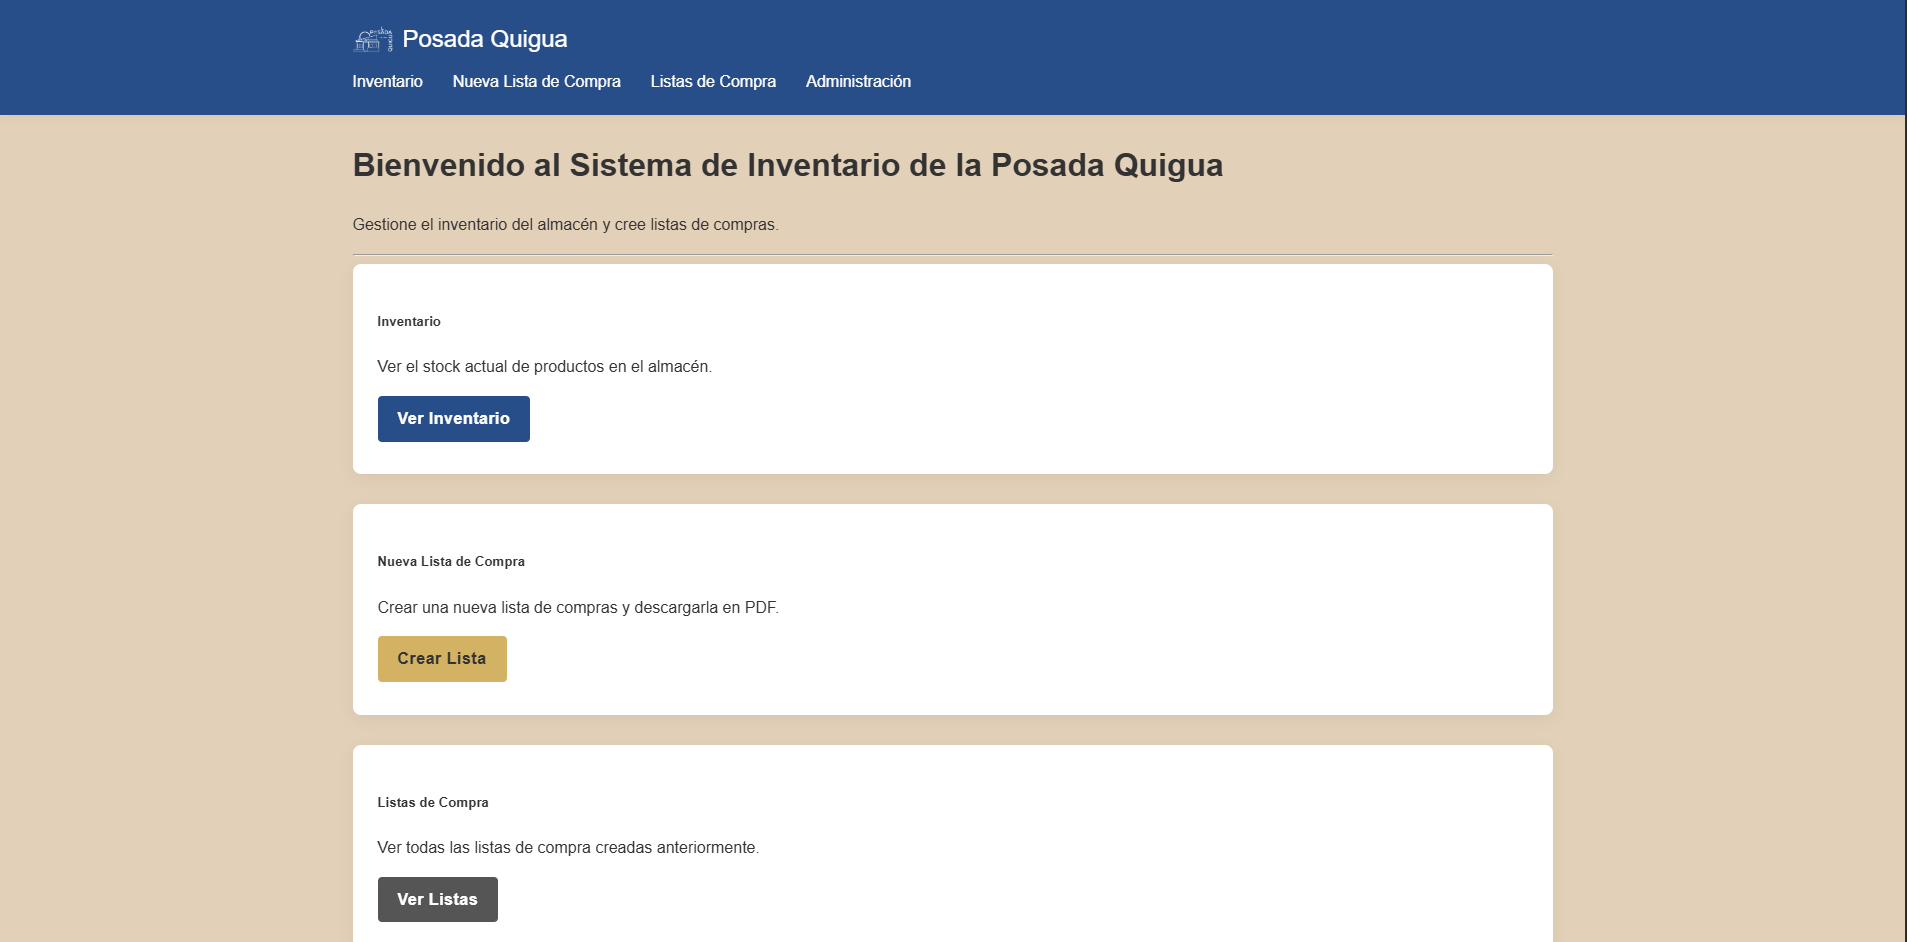 POSADA
QUIGUA
Posada Quigua
Inventario Nueva Lista de Compra Listas de Compra Administración
Bienvenido al Sistema de Inventario de la Posada Quigua
Gestione el inventario del almacén y cree listas de compras.
Inventario
Ver el stock actual de productos en el almacén.
Ver Inventario
Nueva Lista de Compra
Crear una nueva lista de compras y descargarla en PDF.
Crear Lista
Listas de Compra
Ver todas las listas de compra creadas anteriormente.
Ver Listas